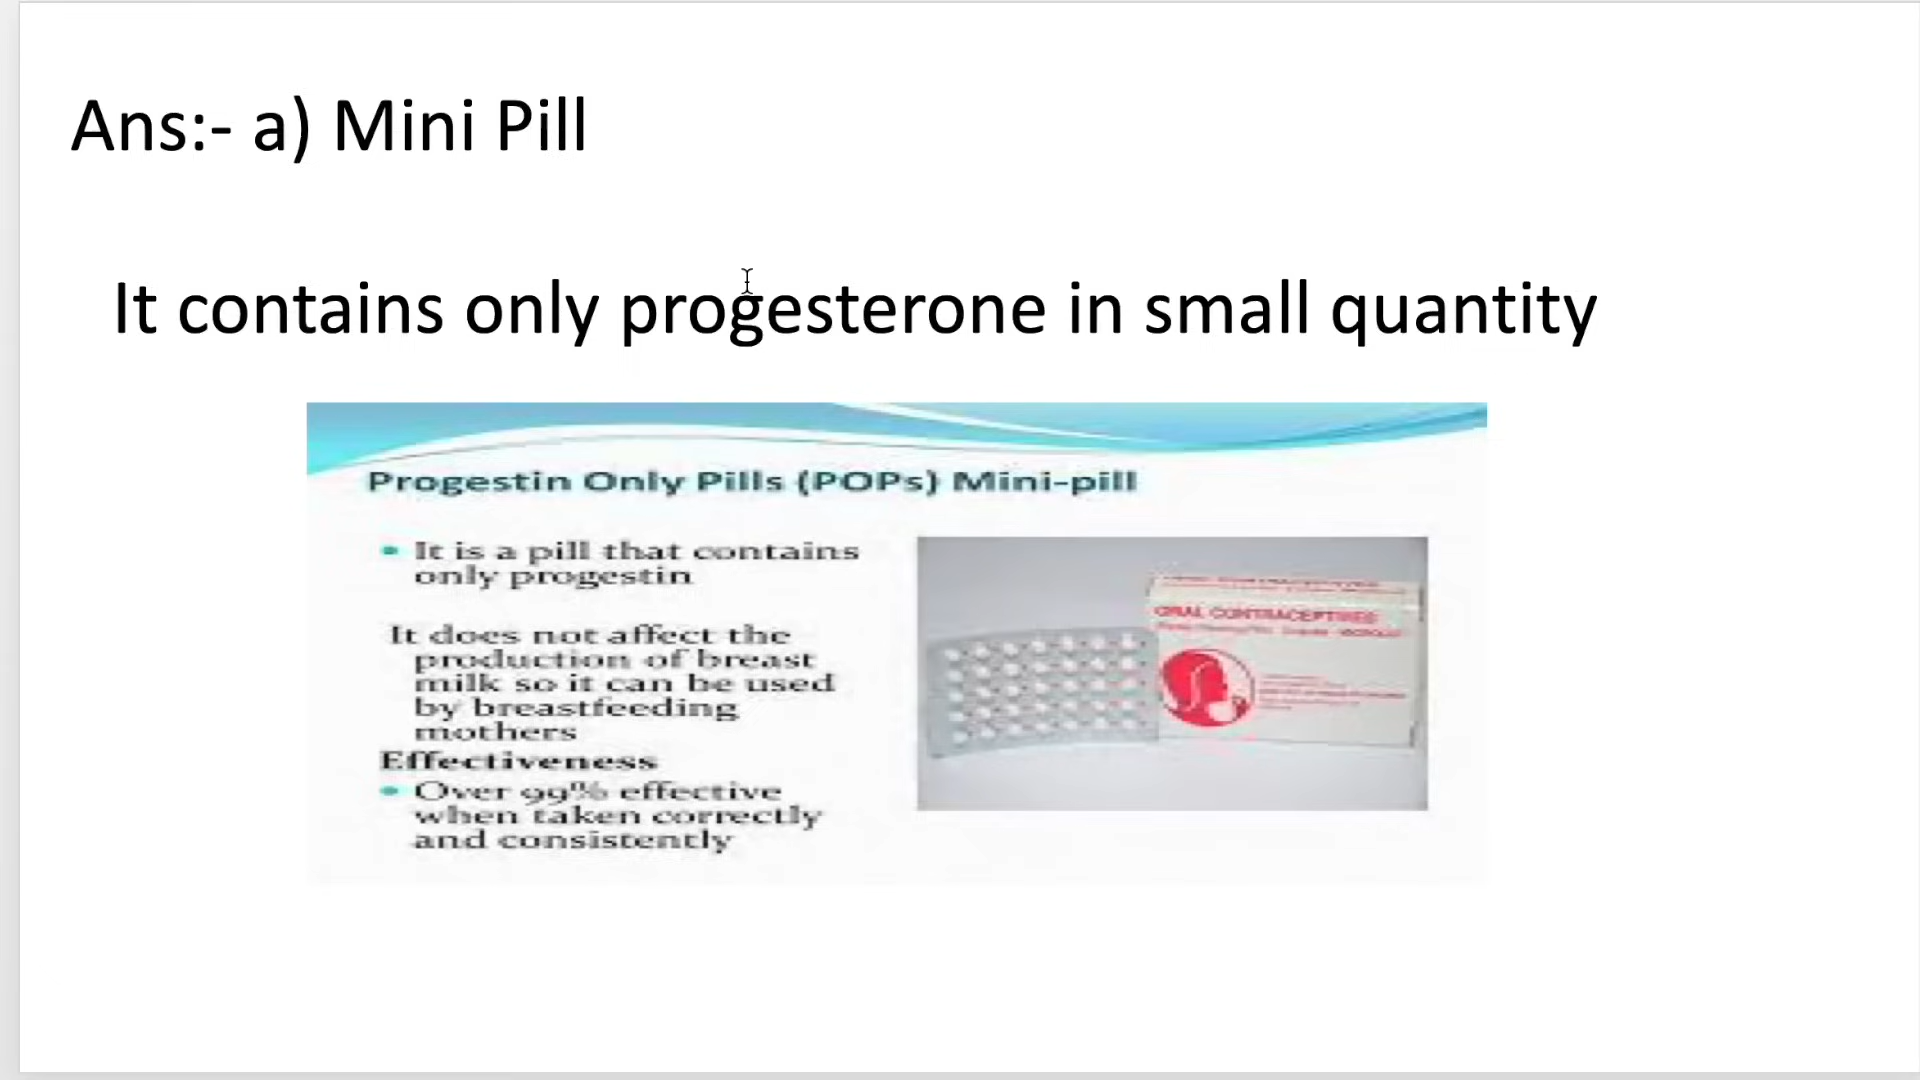 Ans:- a) Mini Pill
It contains only progesterone in small quantity
Progestin Only Pills (POPs) Mini-pill
• It is a pill that contains
only progestin
It does not affect the
production of breast
milk so it can be used
by breastfeeding
mothers
Effectiveness
• Over 99% effective
when taken correctly
and consistently
ORAL CONTRACEPTIVES